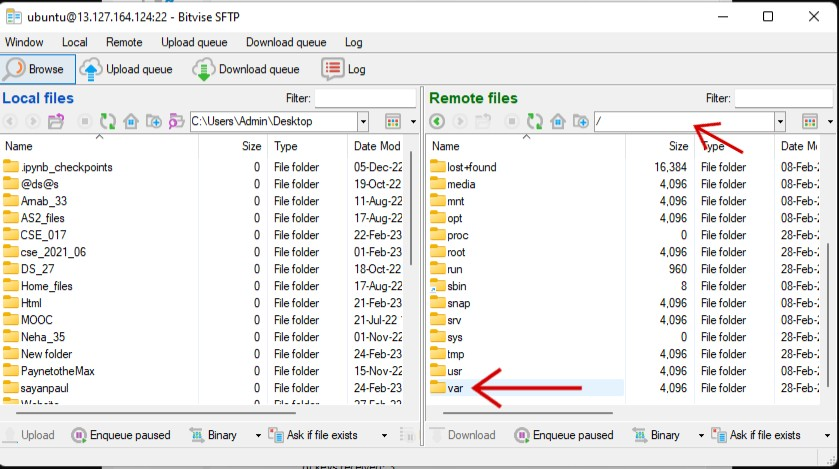 ubuntu@13.127.164.124:22 - Bitvise SFTP
Window Local Remote Upload queue Download queue Log
Browse Upload queue Download queue Log
Local files Filter:
C:\Users\Admin\Desktop
Name Size Type Date Mod
.ipynb_checkpoints 0 File folder 05-Dec-22
@ds@s 0 File folder 19-Oct-22
Arnab_33 0 File folder 11-Aug-22
AS2_files 0 File folder 17-Aug-22
CSE_017 0 File folder 22-Feb-23
cse_2021_06 0 File folder 01-Feb-23
DS_27 0 File folder 18-Oct-22
Home_files 0 File folder 17-Aug-22
Html 0 File folder 21-Feb-23
MOOC 0 File folder 21-Jul-22
Neha_35 0 File folder 01-Nov-22
New folder 0 File folder 24-Feb-23
PaynetotheMax 0 File folder 15-Nov-22
sayanpaul 0 File folder 24-Feb-23
Upload Enqueue paused Binary Ask if file exists
Remote files Filter:
/
Name Size Type Date M
lost+found 16,384 File folder 08-Feb-2
media 4,096 File folder 08-Feb-2
mnt 4,096 File folder 08-Feb-2
opt 4,096 File folder 08-Feb-2
proc 0 File folder 28-Feb-2
root 4,096 File folder 28-Feb-2
run 960 File folder 28-Feb-2
sbin 8 File folder 08-Feb-2
snap 4,096 File folder 08-Feb-2
srv 4,096 File folder 08-Feb-2
sys 0 File folder 28-Feb-2
tmp 4,096 File folder 28-Feb-2
usr 4,096 File folder 08-Feb-2
var 4,096 File folder 28-Feb-2
Download Enqueue paused Binary Ask if file exists